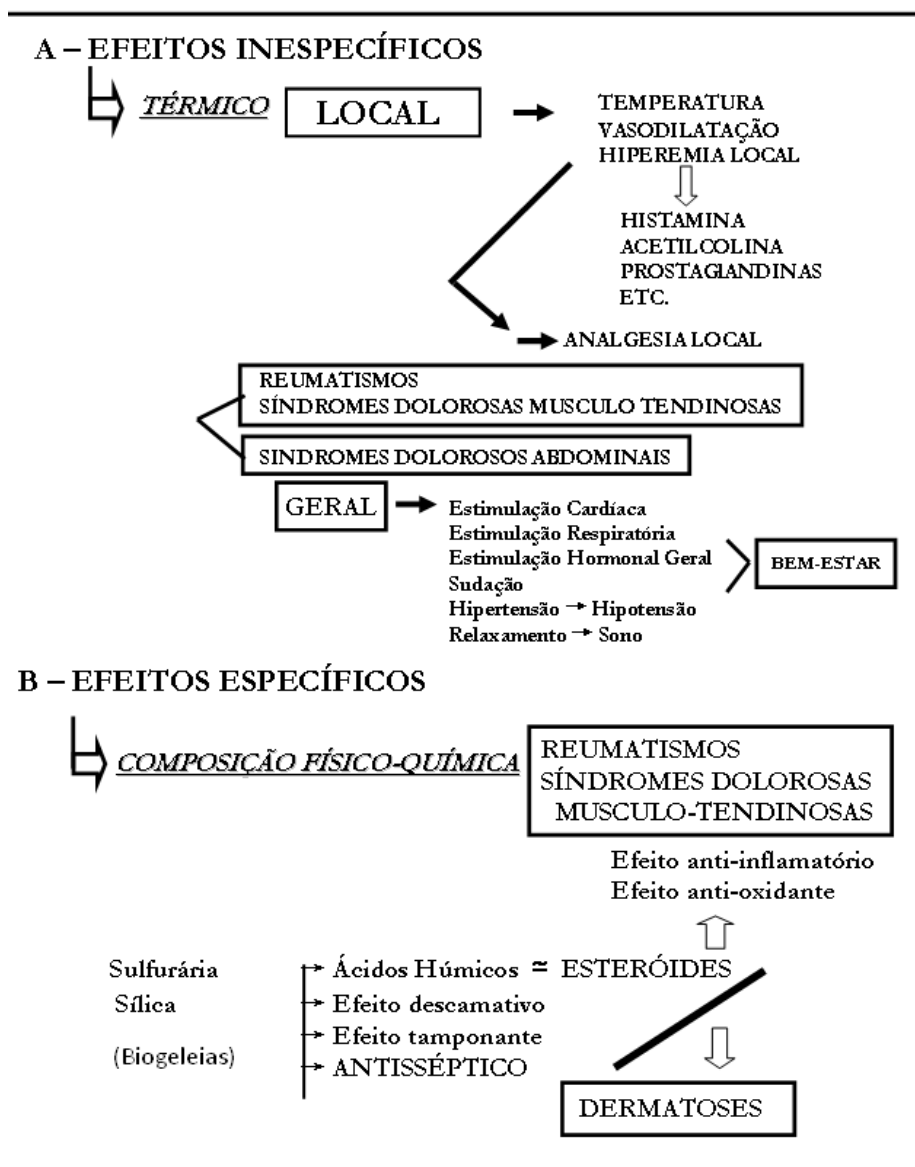 A – EFEITOS INESPECÍFICOS
TÉRMICO LOCAL
TEMPERATURA
VASODILATAÇÃO
HIPEREMIA LOCAL
HISTAMINA
ACETILCOLINA
PROSTAGLANDINAS
ETC.
ANALGESIA LOCAL
REUMATISMOS
SÍNDROMES DOLOROSAS MUSCULO TENDINOSAS
SINDROMES DOLOROSOS ABDOMINAIS
GERAL
Estimulação Cardíaca
Estimulação Respiratória
Estimulação Hormonal Geral
Sudação
Hipertensão → Hipotensão
Relaxamento → Sono
BEM-ESTAR
B – EFEITOS ESPECÍFICOS
COMPOSIÇÃO FÍSICO-QUÍMICA
REUMATISMOS
SÍNDROMES DOLOROSAS
MUSCULO-TENDINOSAS
Efeito anti-inflamatório
Efeito anti-oxidante
Sulfurária
Sílica
(Biogeleias)
Ácidos Húmicos ≃ ESTERÓIDES
Efeito descamativo
Efeito tamponante
ANTISSÉPTICO
DERMATOSES